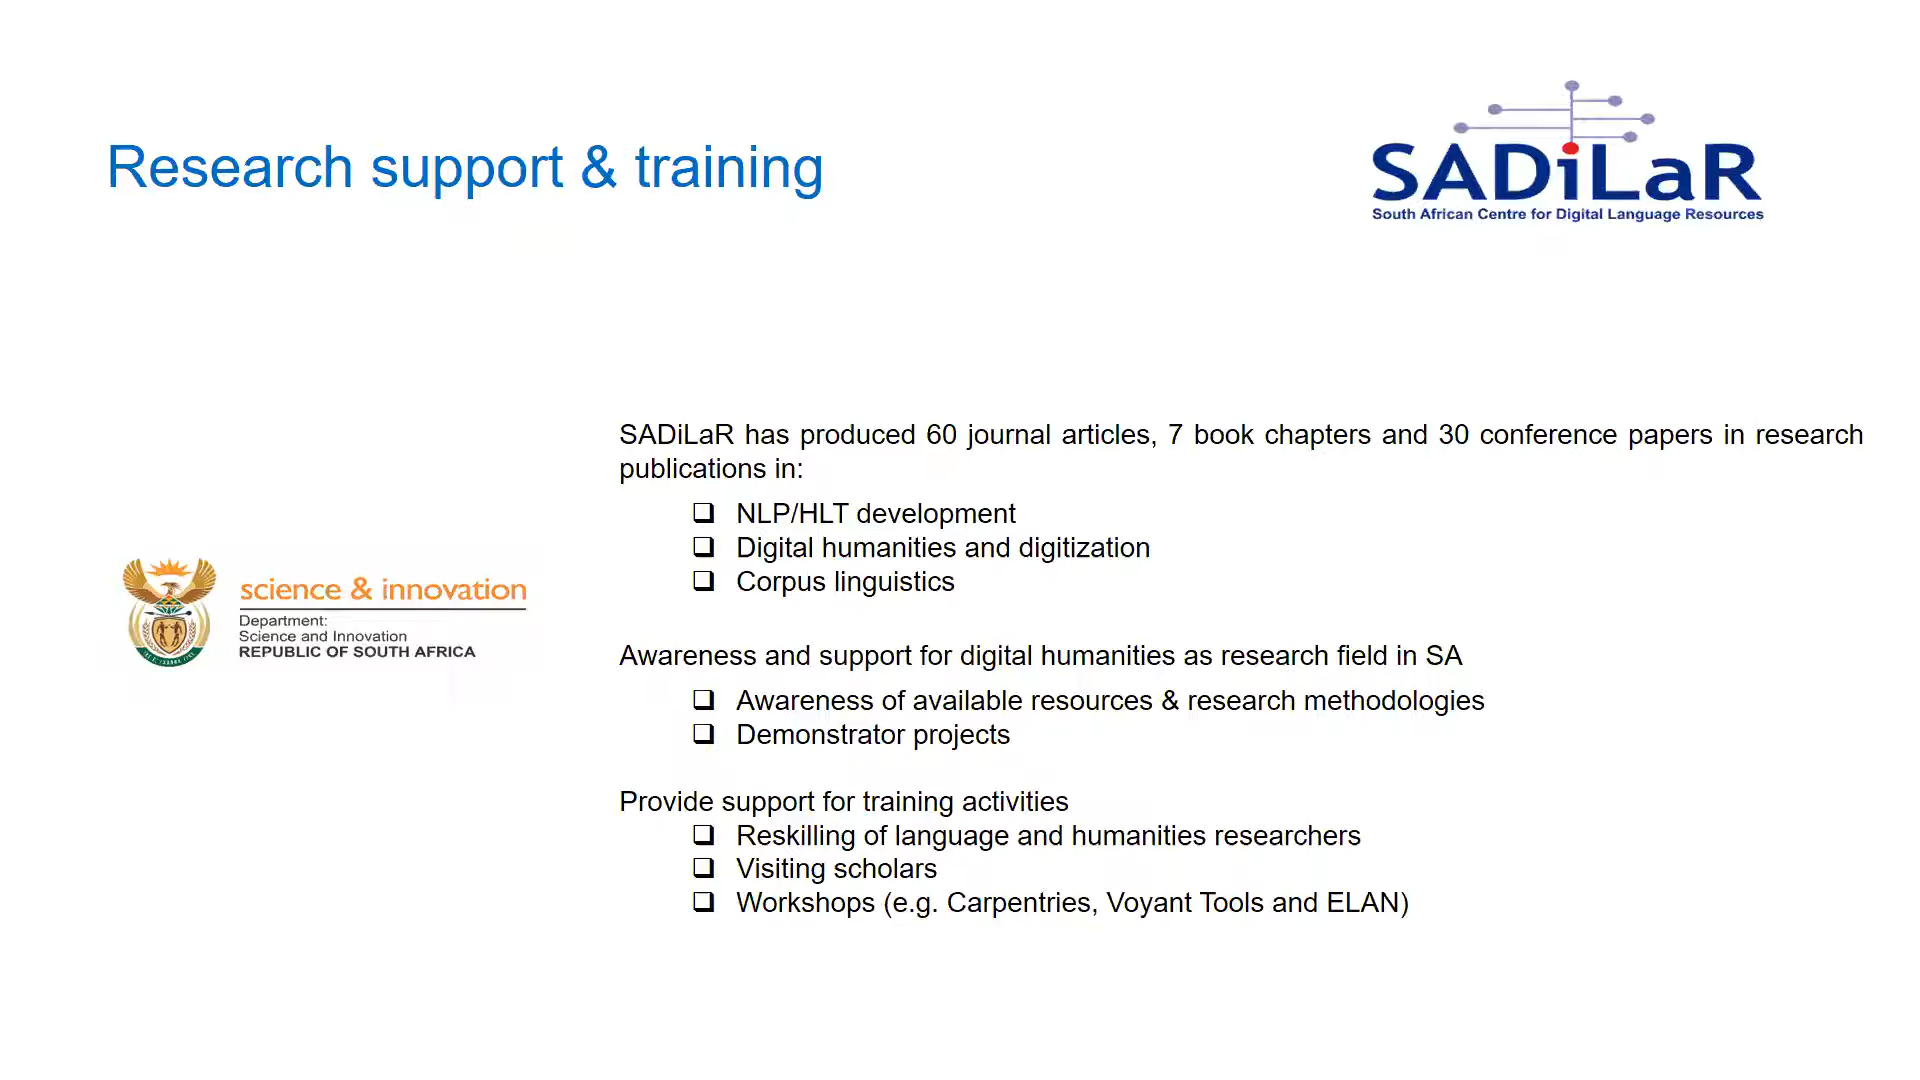 Research support & training
SADiLaR
South African Centre for Digital Language Resources
SADiLaR has produced 60 journal articles, 7 book chapters and 30 conference papers in research
publications in:
❑ NLP/HLT development
❑ Digital humanities and digitization
❑ Corpus linguistics
science & innovation
Department:
Science and Innovation
REPUBLIC OF SOUTH AFRICA
Awareness and support for digital humanities as research field in SA
❑ Awareness of available resources & research methodologies
❑ Demonstrator projects
Provide support for training activities
❑ Reskilling of language and humanities researchers
❑ Visiting scholars
❑ Workshops (e.g. Carpentries, Voyant Tools and ELAN)